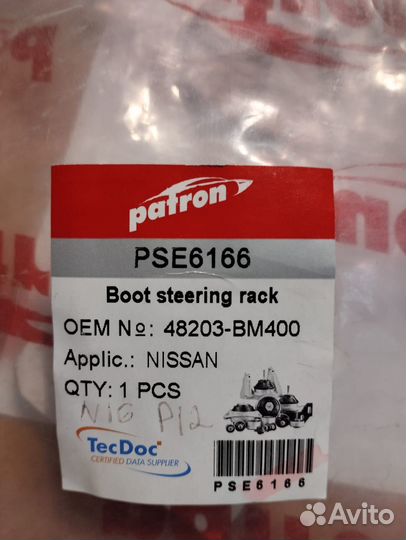 patron
PSE6166
Boot steering rack
OEM №: 48203-BM400
Applic.: NISSAN
QTY: 1 PCS
N16 P12
TecDoc
CERTIFIED DATA SUPPLIER
PSE6166
Avito